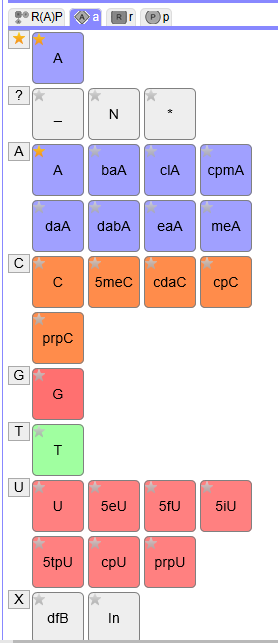 R(A)P A a R r P p
A
? _ N *
A A baA clA cpmA
daA dabA eaA meA
C C 5meC cdaC cpC
prpC
G G
T T
U U 5eU 5fU 5iU
5tpU cpU prpU
X dfB In